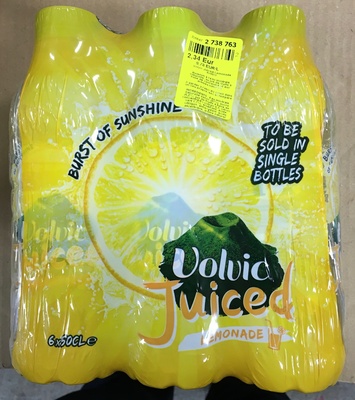 2 738 763
2,34 Eur
BURST OF SUNSHINE
TO BE
SOLD IN
SINGLE
BOTTLES
Volvic
Volvic
Juiced
LEMONADE
6x50CL℮